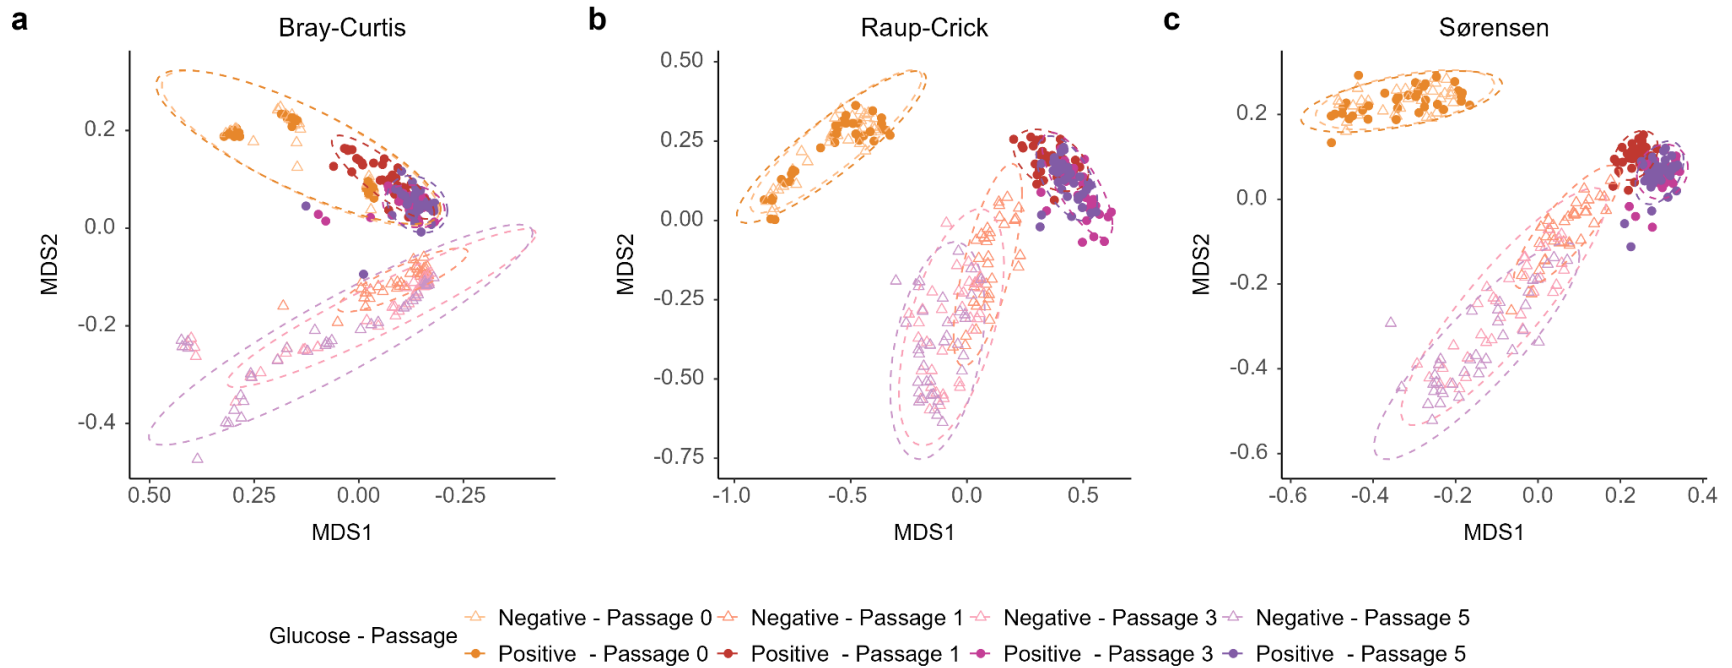 a
Bray-Curtis
b
Raup-Crick
c
Sørensen
MDS2
0.2
0.0
-0.2
-0.4
0.50 0.25 0.00 -0.25
MDS1
MDS2
0.50
0.25
0.00
-0.25
-0.50
-0.75
-1.0 -0.5 0.0 0.5
MDS1
MDS2
0.2
0.0
-0.2
-0.4
-0.6
-0.6 -0.4 -0.2 0.0 0.2 0.4
MDS1
Glucose - Passage
Negative - Passage 0 Negative - Passage 1 Negative - Passage 3 Negative - Passage 5
Positive - Passage 0 Positive - Passage 1 Positive - Passage 3 Positive - Passage 5